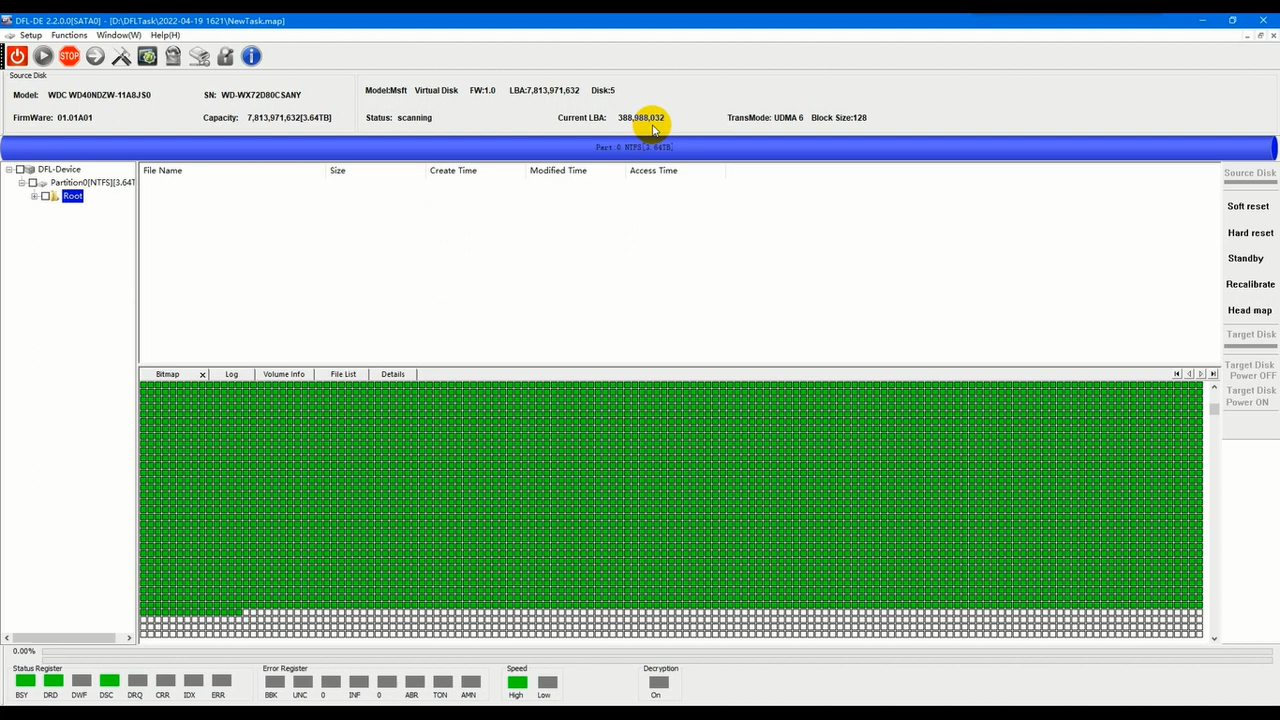 DFL-DE 2.2.0.0[SATA0] - [D:\DFLTask\2022-04-19 1621\NewTask.map]
Setup Functions Window(W) Help(H)
STOP
Source Disk
Model: WDC WD40NDZW-11A8JS0 SN: WD-WX72D80CSANY
FirmWare: 01.01A01 Capacity: 7,813,971,632[3.64TB]
Model:Msft Virtual Disk FW:1.0 LBA:7,813,971,632 Disk:5
Status: scanning Current LBA: 388,988,032 TransMode: UDMA 6 Block Size:128
Part 0 NTFS[3.64TB]
DFL-Device
Partition0[NTFS][3.64T
Root
File Name Size Create Time Modified Time Access Time
Source Disk
Soft reset
Hard reset
Standby
Recalibrate
Head map
Target Disk
Target Disk
Power OFF
Target Disk
Power ON
Bitmap Log Volume Info File List Details
0.00%
Status Register
BSY DRD DWF DSC DRQ CRR IDX ERR
Error Register
BBK UNC 0 INF 0 ABR TON AMN
Speed
High Low
Decryption
On